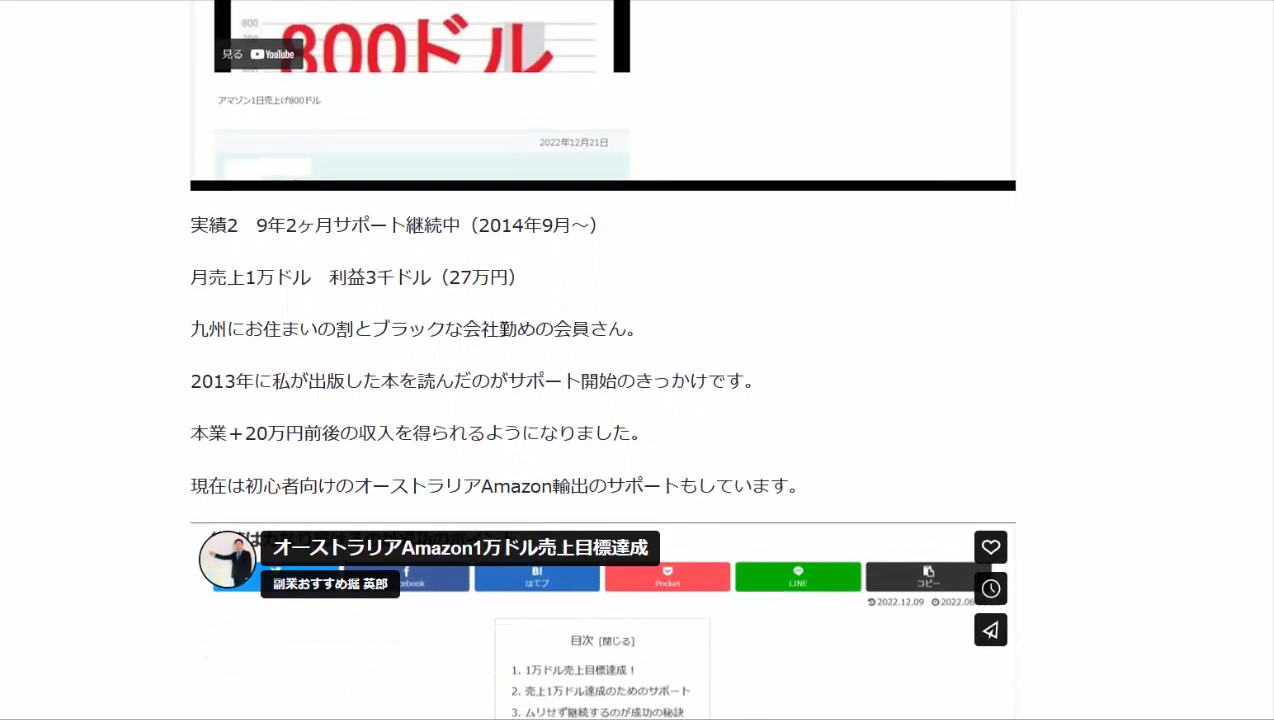 800
800ドル
見る YouTube
アマゾン1日売上げ800ドル
2022年12月21日
実績2　9年2ヶ月サポート継続中（2014年9月～）
月売上1万ドル　利益3千ドル（27万円）
九州にお住まいの割とブラックな会社勤めの会員さん。
2013年に私が出版した本を読んだのがサポート開始のきっかけです。
本業＋20万円前後の収入を得られるようになりました。
現在は初心者向けのオーストラリアAmazon輸出のサポートもしています。
オーストラリアAmazon1万ドル売上目標達成
副業おすすめ堀 英郎
ebook
B!
はてブ
Pocket
LINE
コピー
2022.12.09 2022.06
目次 [閉じる]
1. 1万ドル売上目標達成！
2. 売上1万ドル達成のためのサポート
3. ムリせず継続するのが成功の秘訣